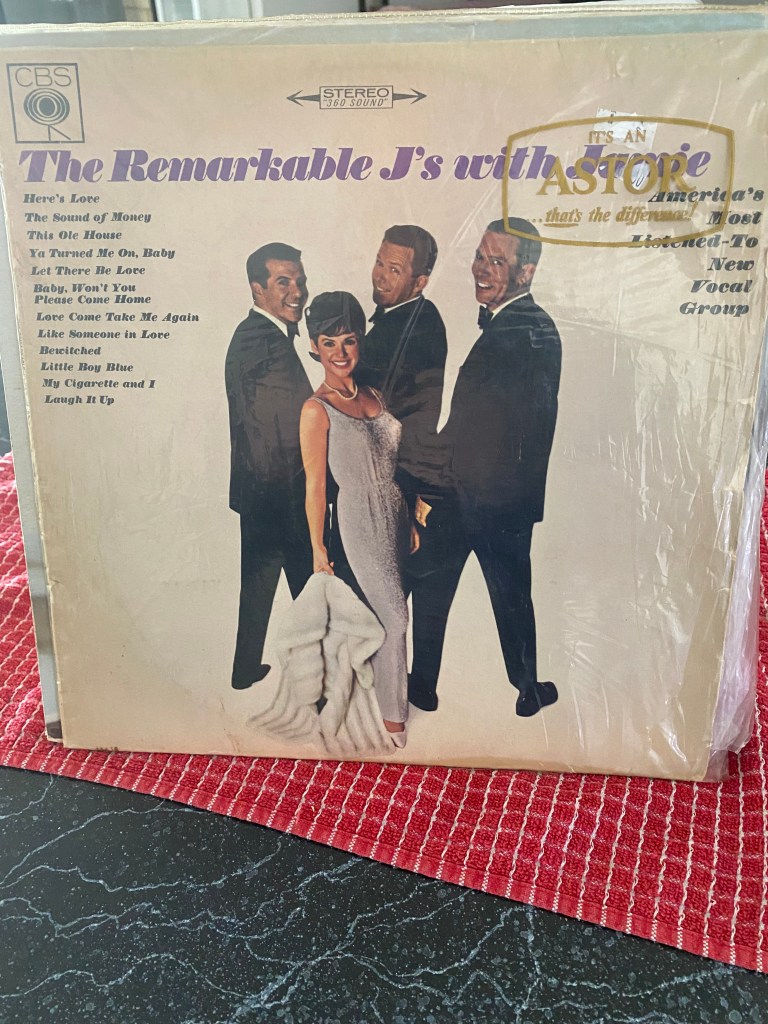 CBS
STEREO
"360 SOUND"
The Remarkable J's with Jamie
IT'S AN
ASTOR
...that's the difference!
Here's Love
The Sound of Money
This Ole House
Ya Turned Me On, Baby
Let There Be Love
Baby, Won't You
Please Come Home
Love Come Take Me Again
Like Someone in Love
Bewitched
Little Boy Blue
My Cigarette and I
Laugh It Up
America's
Most
Listened-To
New
Vocal
Group